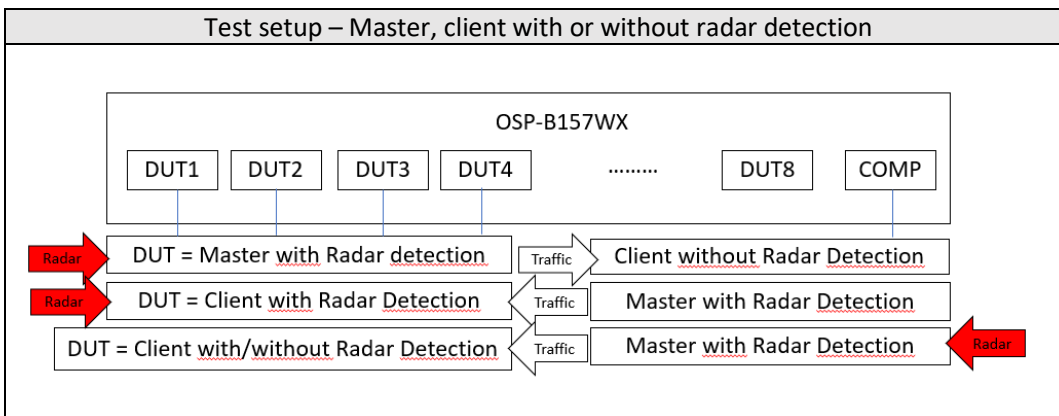 Test setup – Master, client with or without radar detection
OSP-B157WX
DUT1 DUT2 DUT3 DUT4 ......... DUT8 COMP
Radar DUT = Master with Radar detection Traffic Client without Radar Detection
Radar DUT = Client with Radar Detection Traffic Master with Radar Detection
DUT = Client with/without Radar Detection Traffic Master with Radar Detection Radar